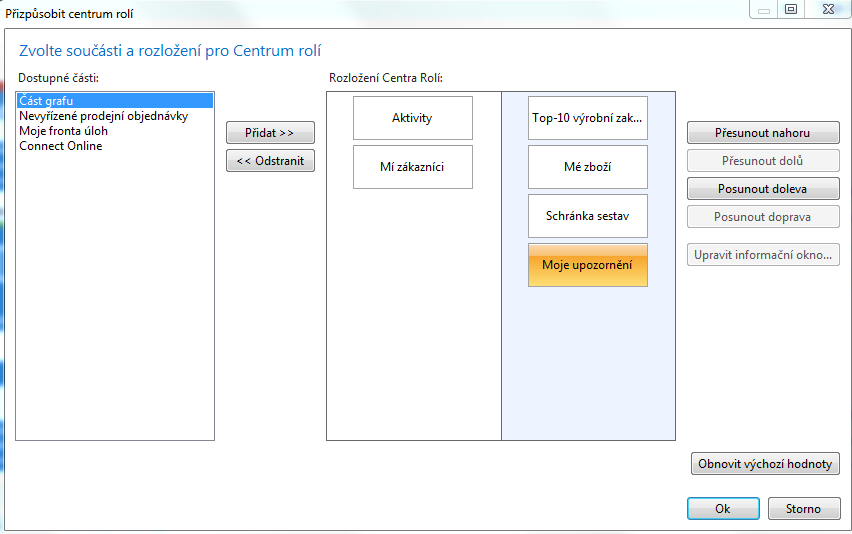 Přizpůsobit centrum rolí
Zvolte součásti a rozložení pro Centrum rolí
Dostupné části:
Část grafu
Nevyřízené prodejní objednávky
Moje fronta úloh
Connect Online
Přidat >>
<< Odstranit
Rozložení Centra Rolí:
Aktivity
Mí zákazníci
Top-10 výrobní zak...
Mé zboží
Schránka sestav
Moje upozornění
Přesunout nahoru
Přesunout dolů
Posunout doleva
Posunout doprava
Upravit informační okno...
Obnovit výchozí hodnoty
Ok
Storno